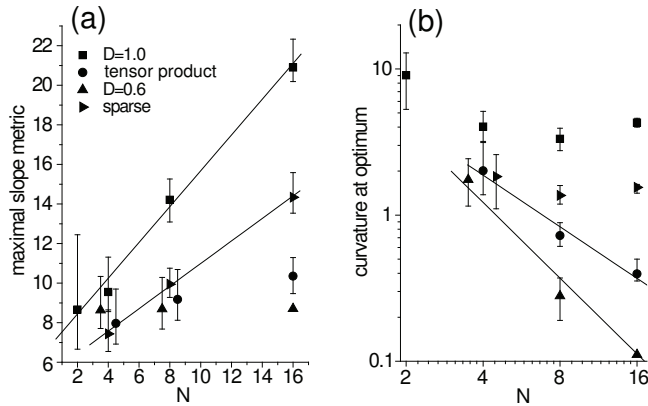 (a)
22
20
18
16
14
12
10
8
6
maximal slope metric
D=1.0
tensor product
D=0.6
sparse
2 4 6 8 10 12 14 16
N
(b)
10
1
0.1
curvature at optimum
2 4 8 16
N